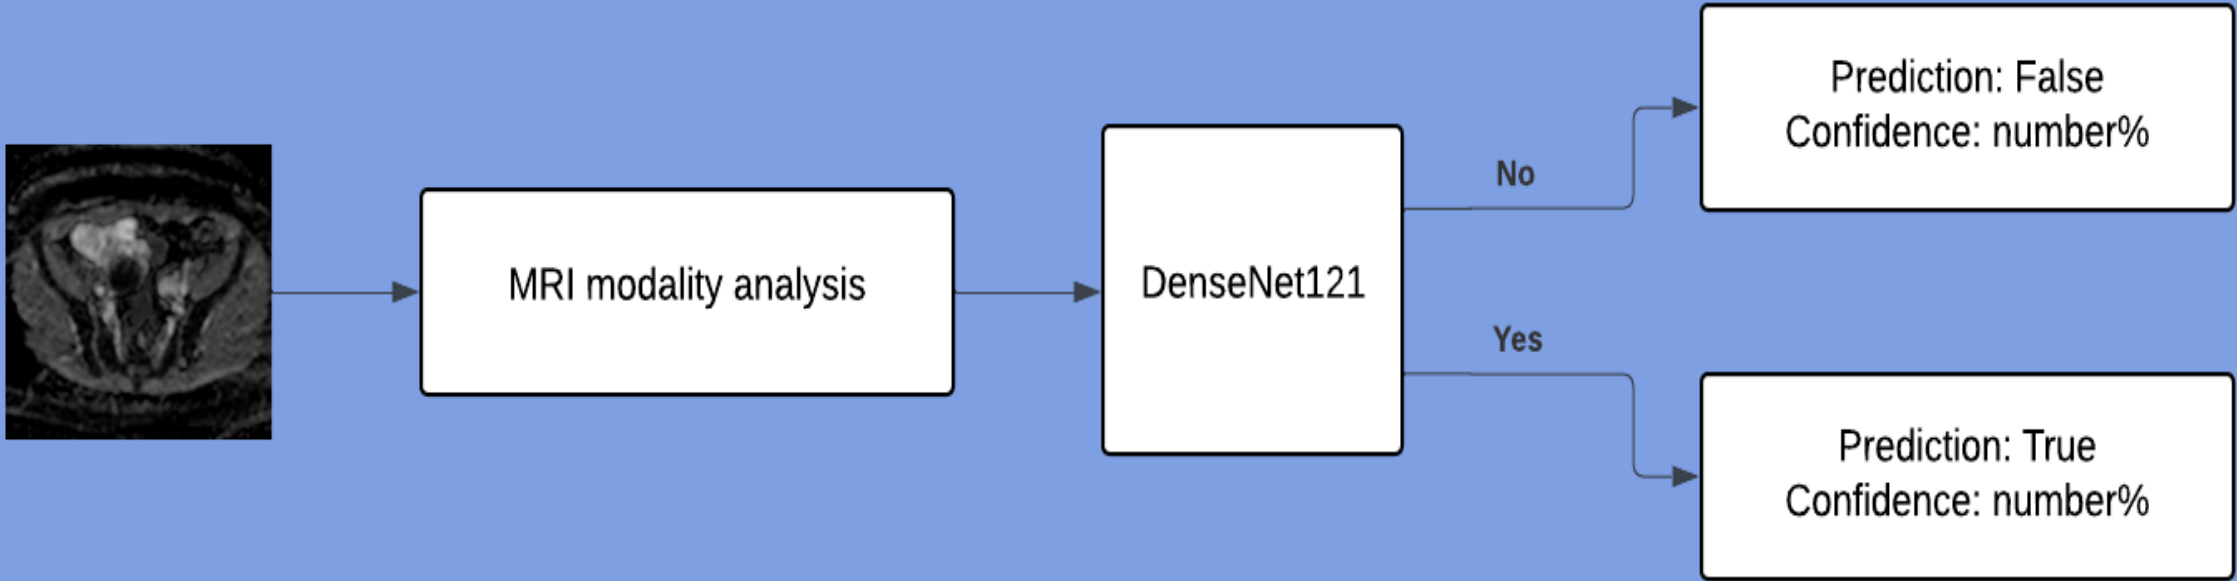 MRI modality analysis
DenseNet121
No
Yes
Prediction: False
Confidence: number%
Prediction: True
Confidence: number%